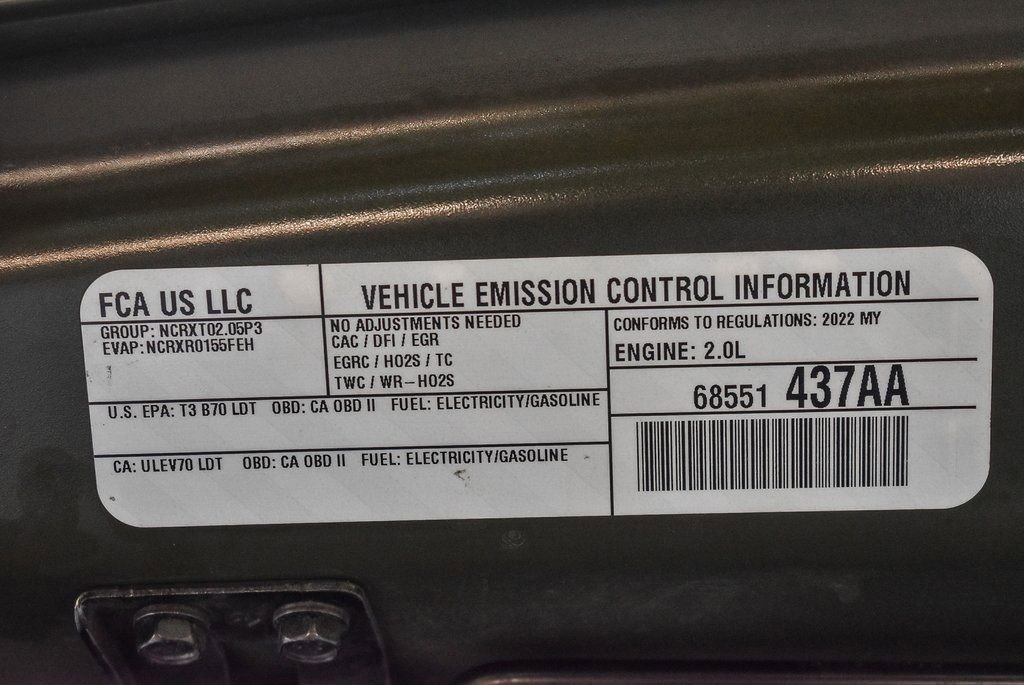 FCA US LLC
VEHICLE EMISSION CONTROL INFORMATION
GROUP: NCRXT02.05P3
EVAP: NCRXR0155FEH
NO ADJUSTMENTS NEEDED
CAC / DFI / EGR
EGRC / HO2S / TC
TWC / WR-HO2S
CONFORMS TO REGULATIONS: 2022 MY
ENGINE: 2.0L
68551 437AA
U.S. EPA: T3 B70 LDT OBD: CA OBD II FUEL: ELECTRICITY/GASOLINE
CA: ULEV70 LDT OBD: CA OBD II FUEL: ELECTRICITY/GASOLINE